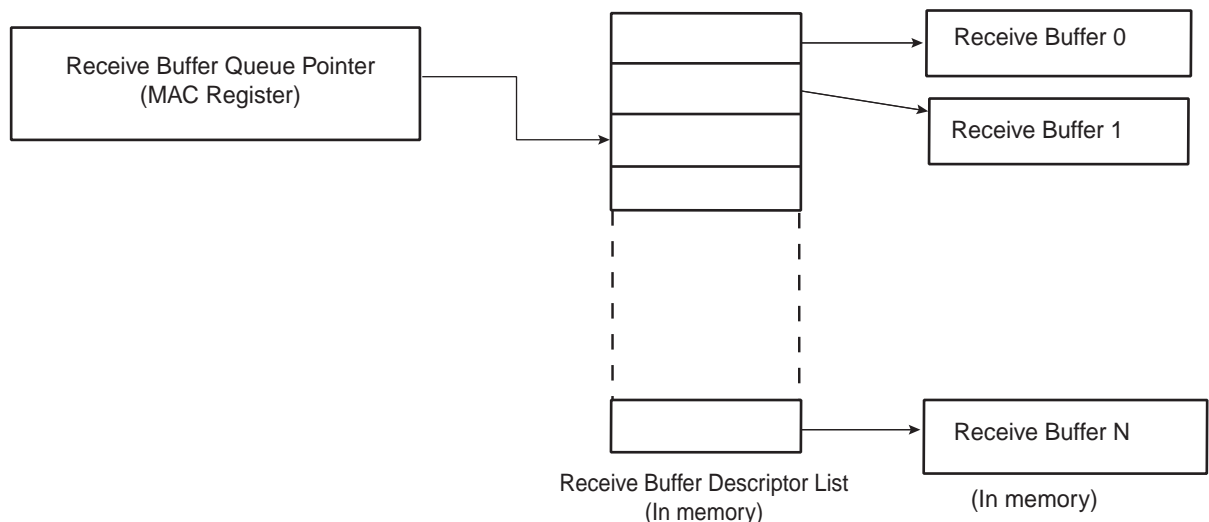 Receive Buffer Queue Pointer
(MAC Register)
Receive Buffer 0
Receive Buffer 1
Receive Buffer N
Receive Buffer Descriptor List
(In memory)
(In memory)